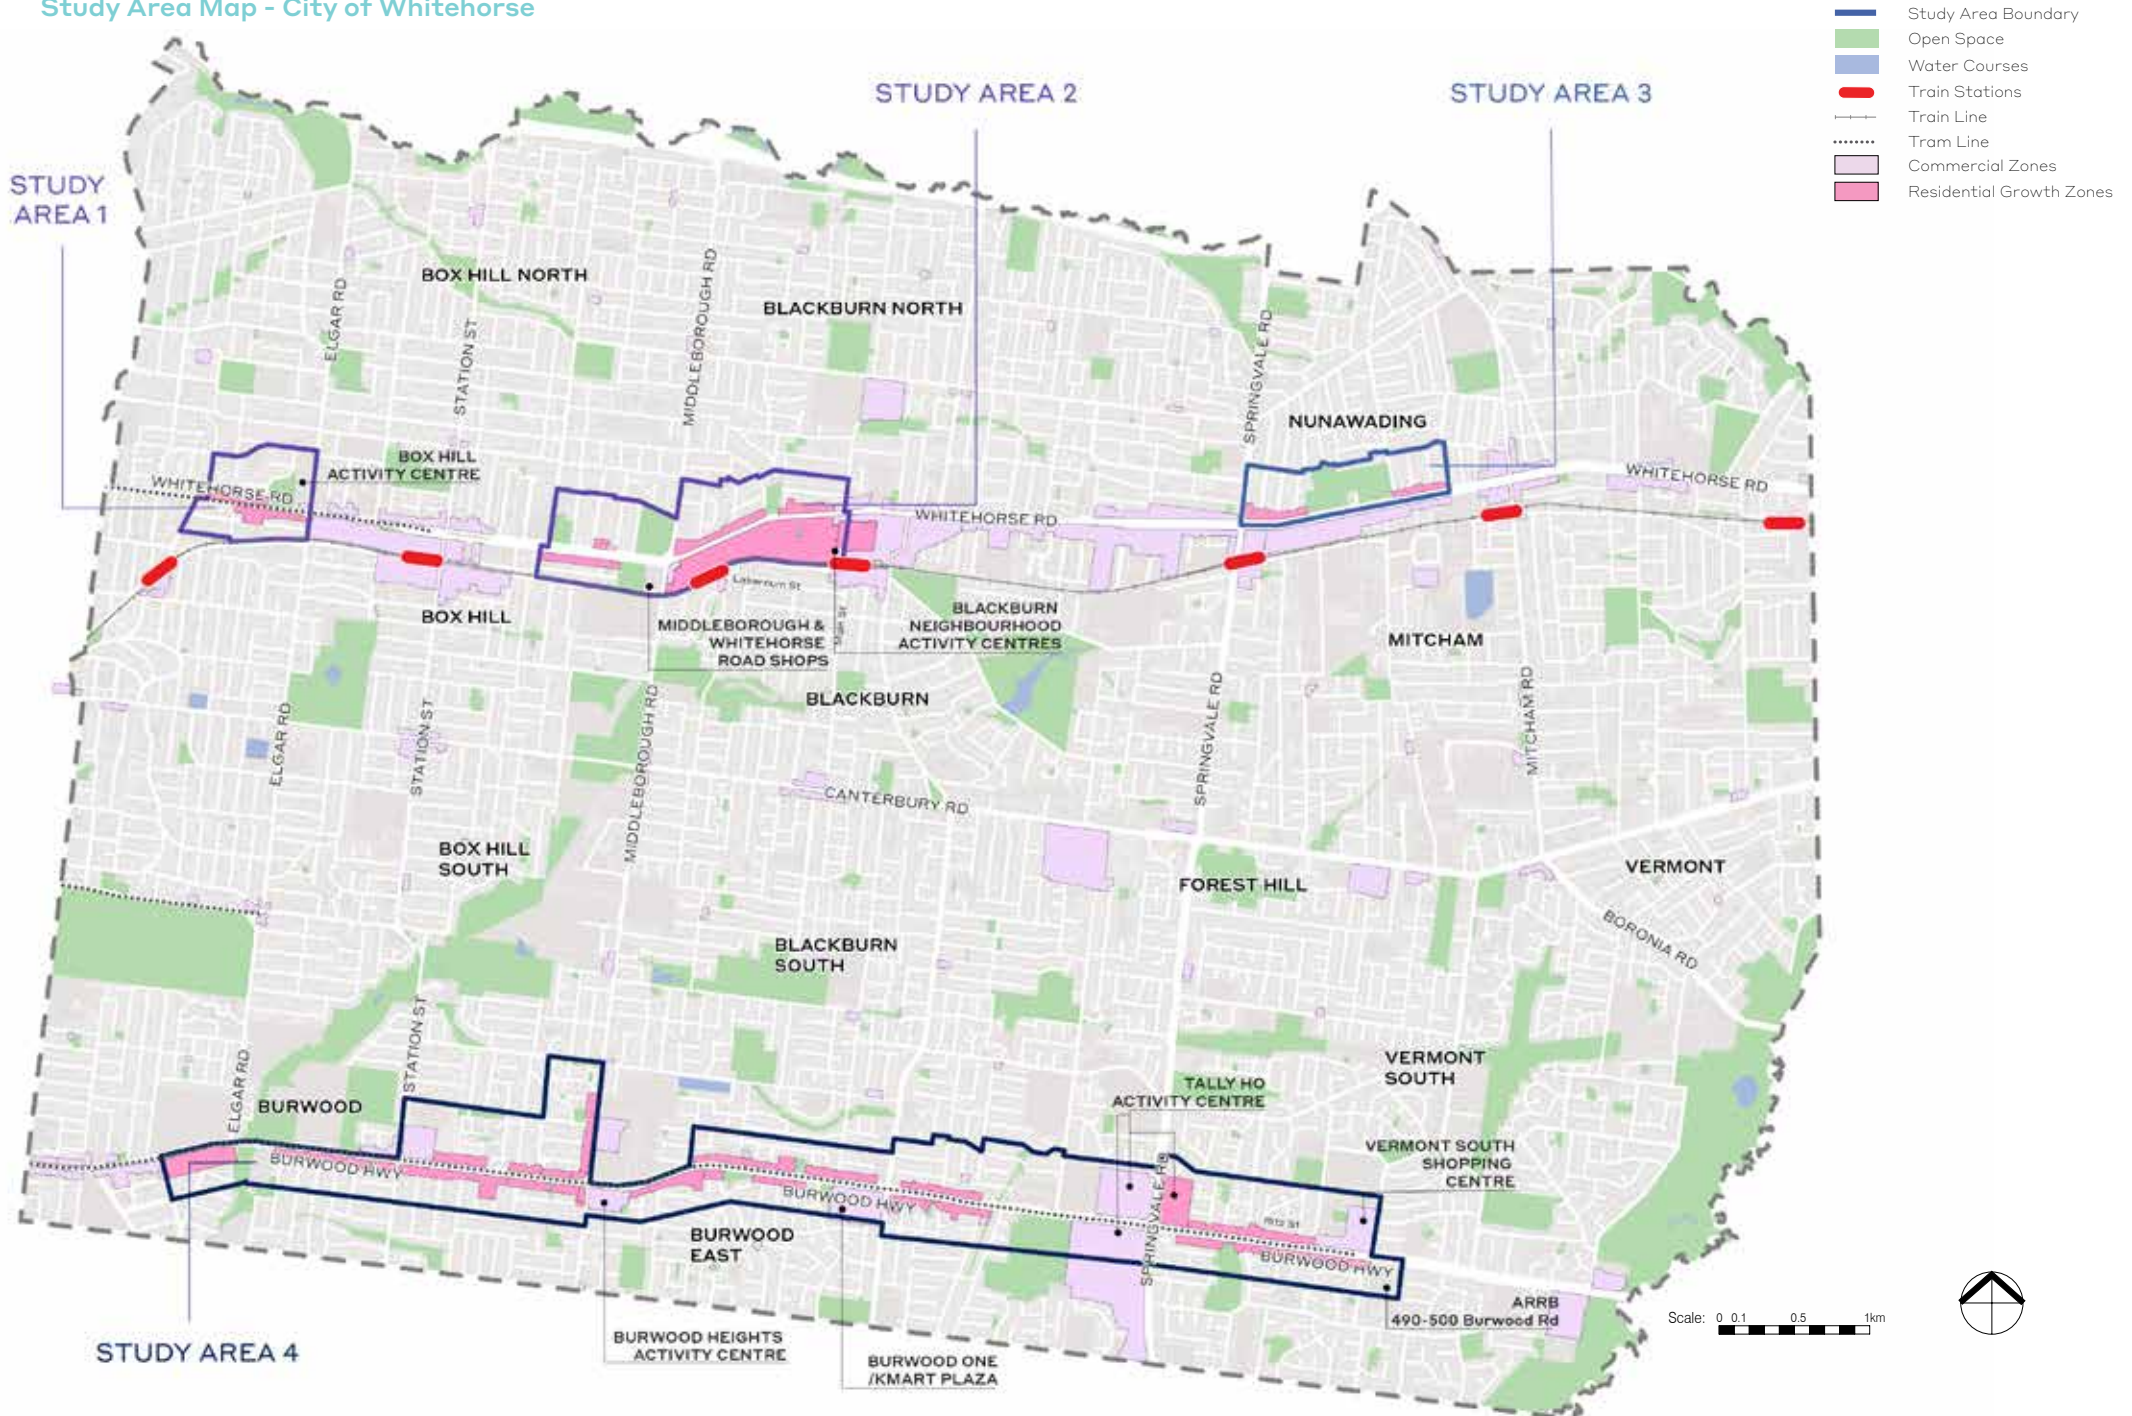 Study Area Map - City of Whitehorse
Study Area Boundary
Open Space
Water Courses
Train Stations
Train Line
Tram Line
Commercial Zones
Residential Growth Zones
STUDY AREA 2
STUDY AREA 3
STUDY
AREA 1
BOX HILL NORTH
BLACKBURN NORTH
ELGAR RD
STATION ST
MIDDLEBOROUGH RD
SPRINGVALE RD
NUNAWADING
BOX HILL
ACTIVITY CENTRE
WHITEHORSE RD
WHITEHORSE RD
WHITEHORSE RD
Laburnum St
Main St
BOX HILL
MIDDLEBOROUGH &
WHITEHORSE
ROAD SHOPS
BLACKBURN
NEIGHBOURHOOD
ACTIVITY CENTRES
MITCHAM
BLACKBURN
ELGAR RD
STATION ST
MIDDLEBOROUGH RD
SPRINGVALE RD
MITCHAM RD
CANTERBURY RD
BOX HILL
SOUTH
FOREST HILL
VERMONT
BORONIA RD
BLACKBURN
SOUTH
STATION ST
ELGAR RD
BURWOOD
VERMONT
SOUTH
TALLY HO
ACTIVITY CENTRE
VERMONT SOUTH
SHOPPING
CENTRE
BURWOOD HWY
BURWOOD HWY
SPRINGVALE RD
BURWOOD HWY
BURWOOD
EAST
ARRB
490-500 Burwood Rd
STUDY AREA 4
BURWOOD HEIGHTS
ACTIVITY CENTRE
BURWOOD ONE
/KMART PLAZA
Scale: 0 0.1 0.5 1km